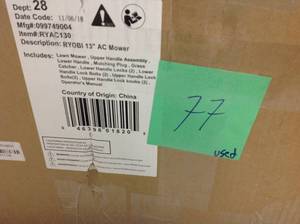 Dept: 28
Date Code: 11/06/18
Mfg#:099749004
Item#:RYAC130
Description: RYOBI 13" AC Mower
Includes: Lawn Mower , Upper Handle Assembly ,
Lower Handle , Mulching Plug , Grass
Catcher , Lower Handle Locks (2) , Lower
Handle Lock Bolts (2) , Upper Handle Lock
Bolts(2) , Upper Handle Lock knobs (2) ,
Operator's Manual
Country of Origin: China
46396 01820
77
used